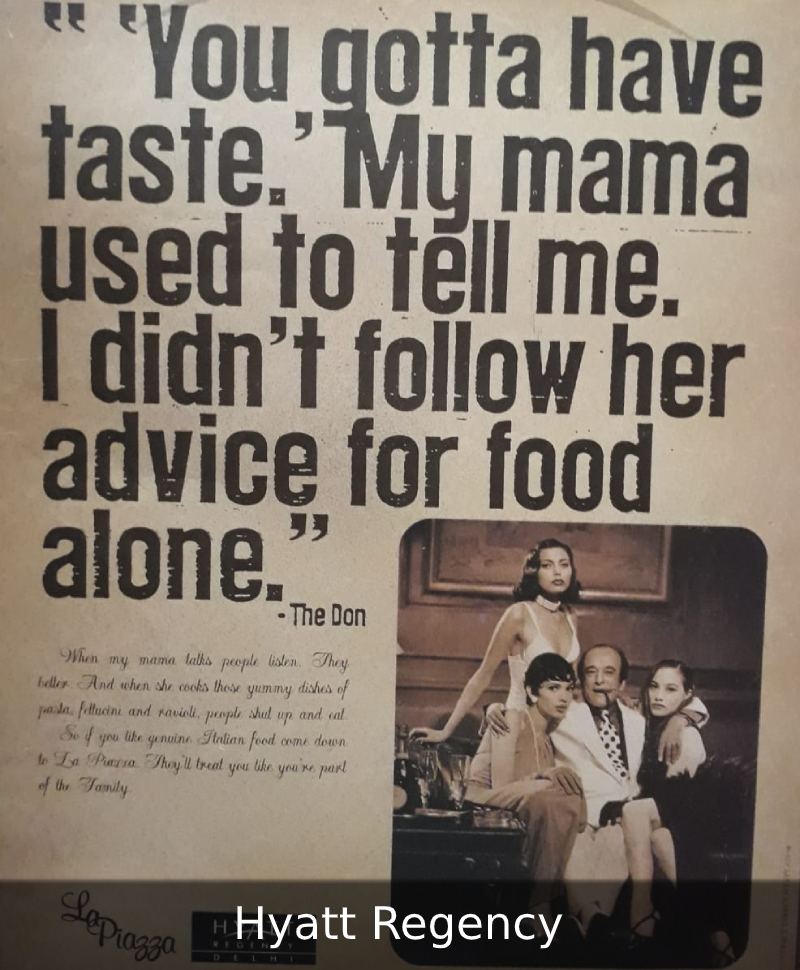 “ ‘You gotta have
taste.’ My mama
used to tell me.
I didn’t follow her
advice for food
alone.”
- The Don
When my mama talks people listen. They
better. And when she cooks those yummy dishes of
pasta, fettucini and ravioli, people shut up and eat.
So if you like genuine Italian food come down
to La Piazza. They'll treat you like you're part
of the Family.
La Piazza
HYATT
REGENCY
DELHI
Hyatt Regency